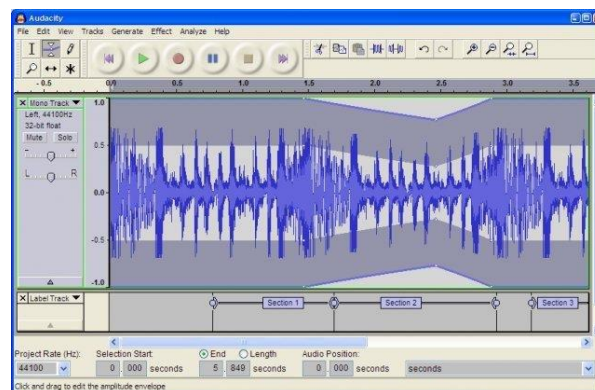 Audacity
File Edit View Tracks Generate Effect Analyze Help
- 0.5 0.0 0.5 1.0 1.5 2.0 2.5 3.0 3.5
Mono Track
Left, 44100Hz
32-bit float
Mute Solo
- +
L R
1.0
0.5
0.0
-0.5
-1.0
Label Track
Section 1 Section 2 Section 3
Project Rate (Hz): Selection Start: End Length Audio Position:
44100 0 000 seconds 5 849 seconds 0 000 seconds seconds
Click and drag to edit the amplitude envelope